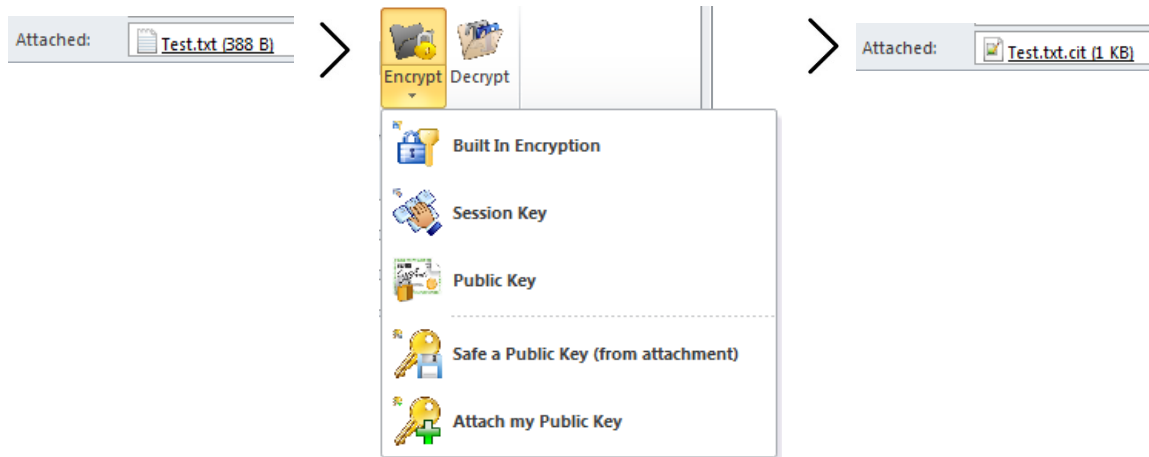 Attached: Test.txt (388 B)
Encrypt Decrypt
Built In Encryption
Session Key
Public Key
Safe a Public Key (from attachment)
Attach my Public Key
Attached: Test.txt.cit (1 KB)